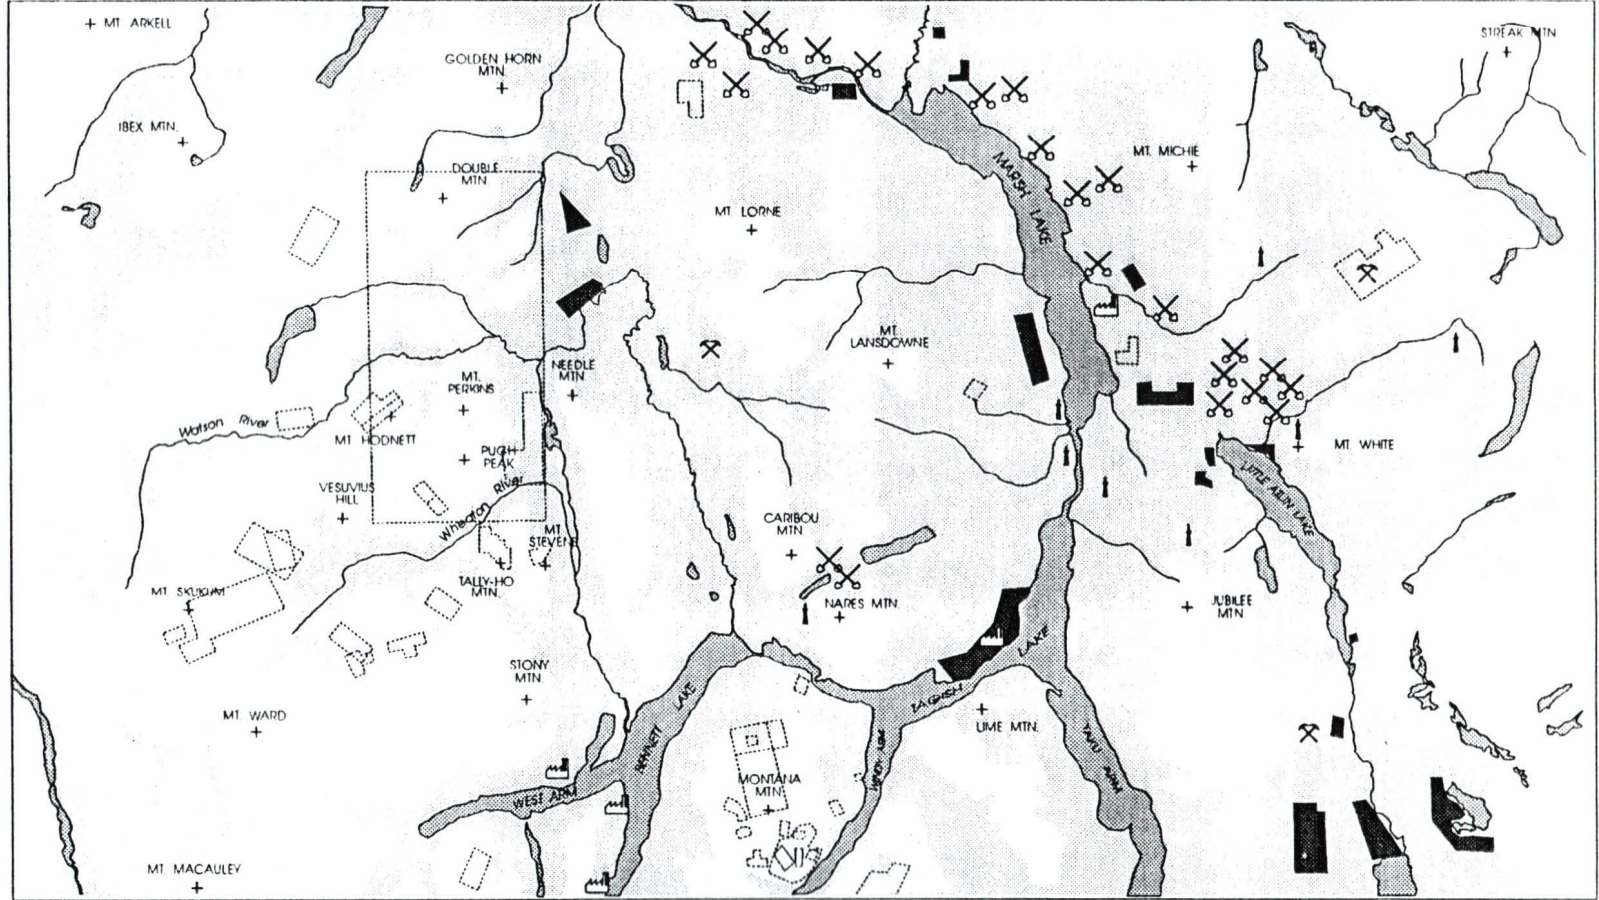 MT ARKELL
STREAK MTN
GOLDEN HORN
MTN.
IBEX MTN.
DOUBLE
MTN
MT. MICHIE
MARSH LAKE
MT. LORNE
MT.
LANSDOWNE
NEEDLE
MTN
MT.
PERKINS
Watson River
MT HODNETT
MT. WHITE
PUGH
PEAK
VESUVIUS
HILL
Wheaton River
LITTLE ATLIN LAKE
CARIBOU
MTN
MT
STEVENS
TALLY-HO
MTN.
MT. SKUKUM
NARES MTN.
JUBILEE
MTN
STONY
MTN
TAGISH LAKE
MT. WARD
LIME MTN.
BENNETT LAKE
WINDY ARM
TAKU ARM
MONTANA
MTN.
WEST ARM
MT. MACAULEY